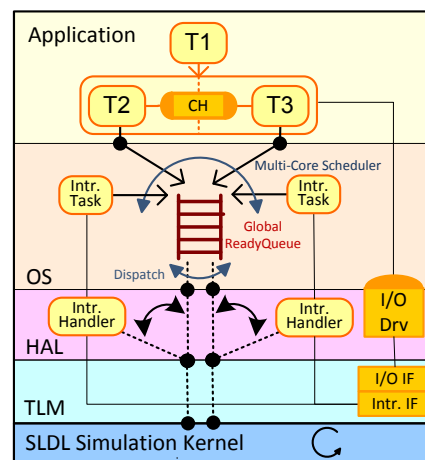 Application
T1
T2
CH
T3
Multi-Core Scheduler
Intr.
Task
Intr.
Task
Global
ReadyQueue
Dispatch
OS
Intr.
Handler
Intr.
Handler
I/O
Drv
HAL
I/O IF
TLM
Intr. IF
SLDL Simulation Kernel